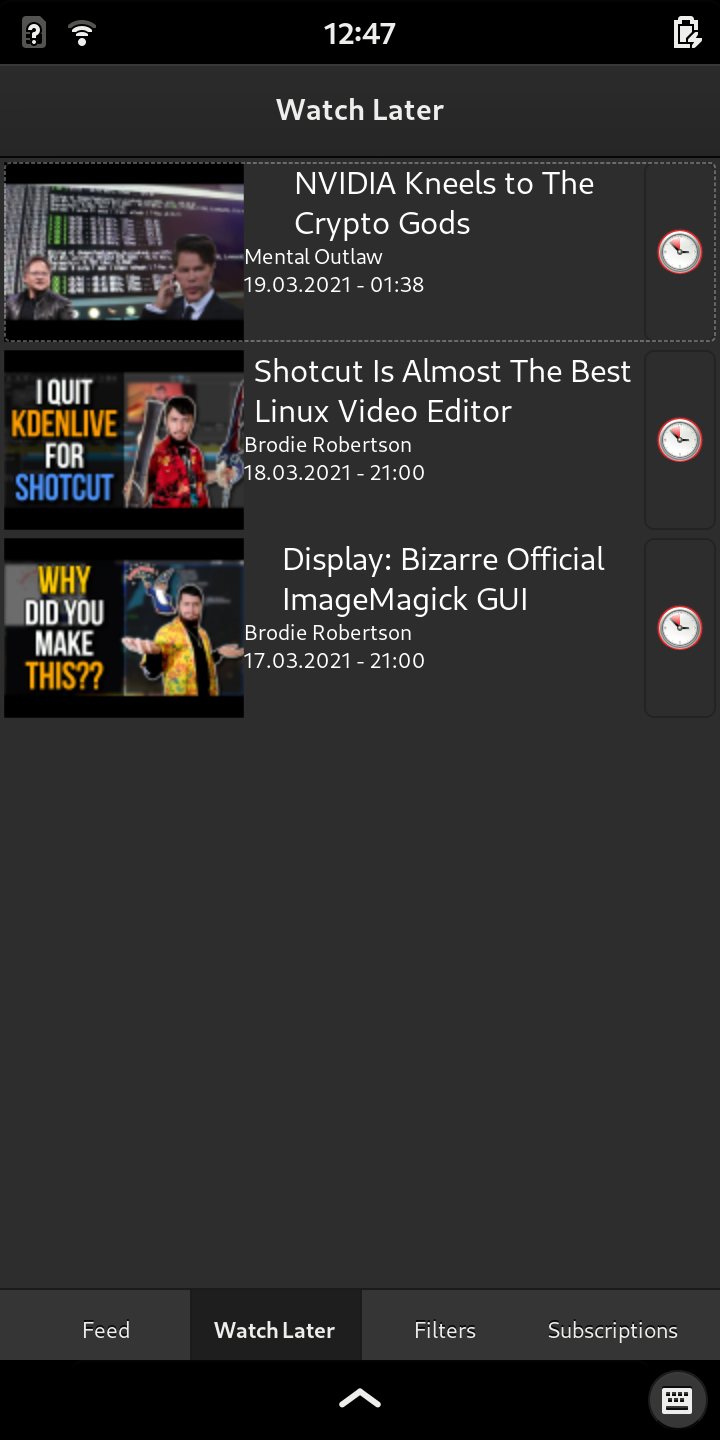 12:47
Watch Later
NVIDIA Kneels to The
Crypto Gods
Mental Outlaw
19.03.2021 - 01:38
I QUIT
KDENLIVE
FOR
SHOTCUT
Shotcut Is Almost The Best
Linux Video Editor
Brodie Robertson
18.03.2021 - 21:00
WHY
DID YOU
MAKE
THIS??
Display: Bizarre Official
ImageMagick GUI
Brodie Robertson
17.03.2021 - 21:00
Feed
Watch Later
Filters
Subscriptions